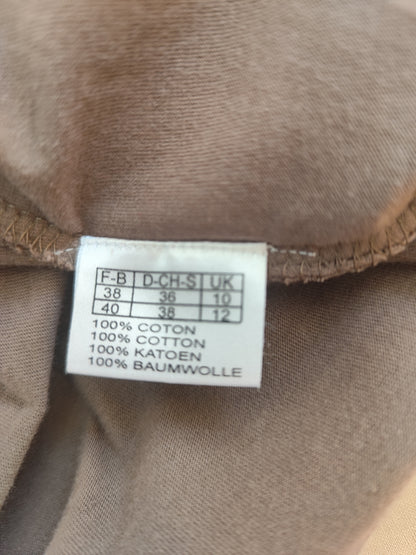 F-B D-CH-S UK
38 36 10
40 38 12
100% COTON
100% COTTON
100% KATOEN
100% BAUMWOLLE